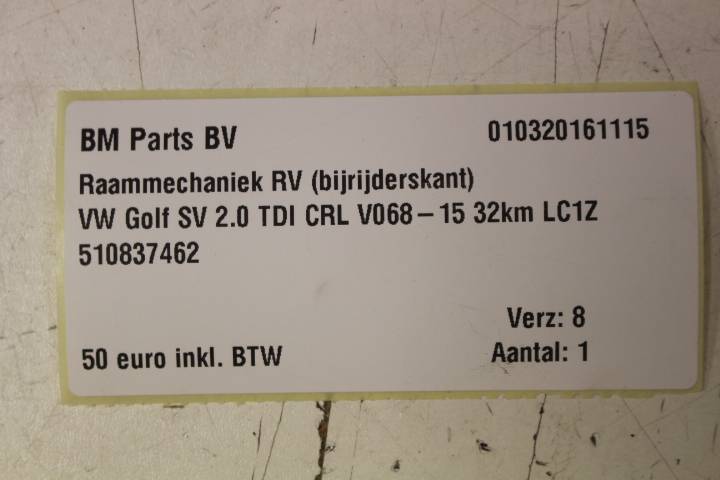 BM Parts BV 010320161115
Raammechaniek RV (bijrijderskant)
VW Golf SV 2.0 TDI CRL V068-15 32km LC1Z
510837462
Verz: 8
50 euro inkl. BTW Aantal: 1